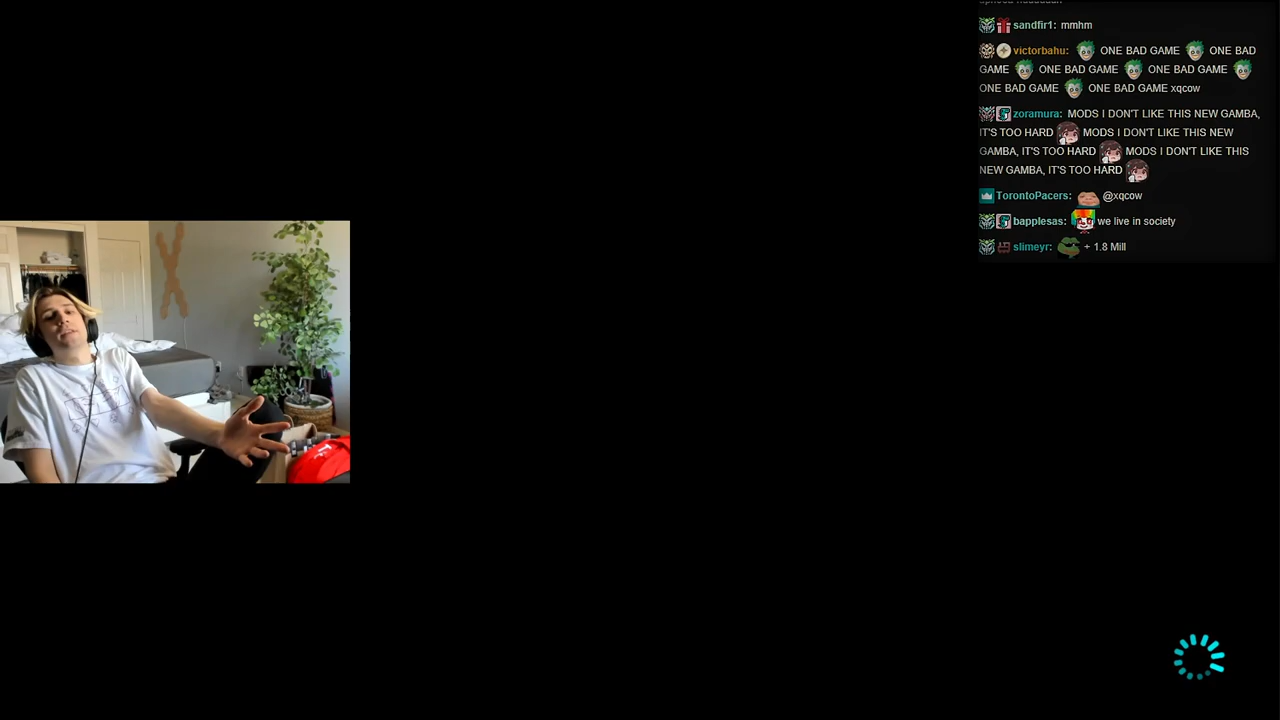 sandfir1: mmhm
victorbahu: ONE BAD GAME ONE BAD
GAME ONE BAD GAME ONE BAD GAME
ONE BAD GAME ONE BAD GAME xqcow
zoramura: MODS I DON'T LIKE THIS NEW GAMBA,
IT'S TOO HARD MODS I DON'T LIKE THIS NEW
GAMBA, IT'S TOO HARD MODS I DON'T LIKE THIS
NEW GAMBA, IT'S TOO HARD
TorontoPacers: @xqcow
bapplesas: we live in society
slimeyr: + 1.8 Mill